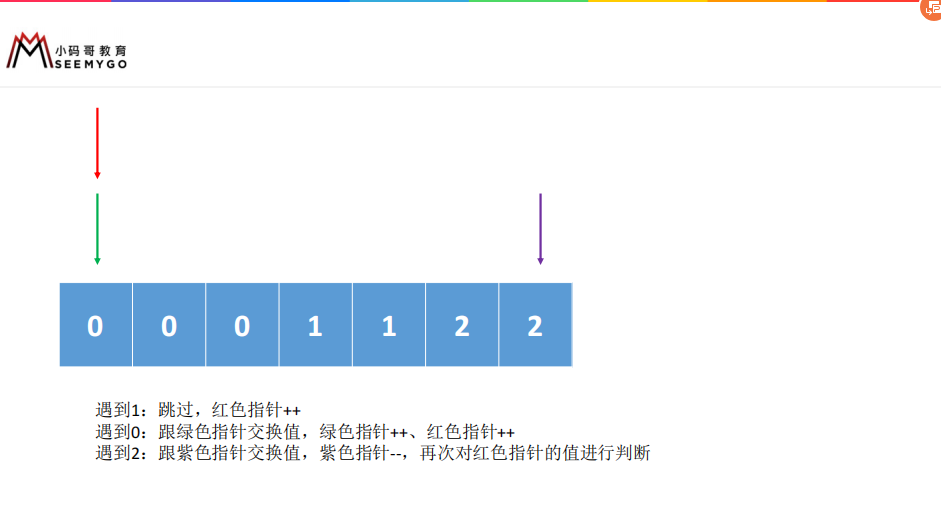 小码哥教育
SEEMYGO
0 0 0 1 1 2 2
遇到1：跳过，红色指针++
遇到0：跟绿色指针交换值，绿色指针++、红色指针++
遇到2：跟紫色指针交换值，紫色指针--，再次对红色指针的值进行判断